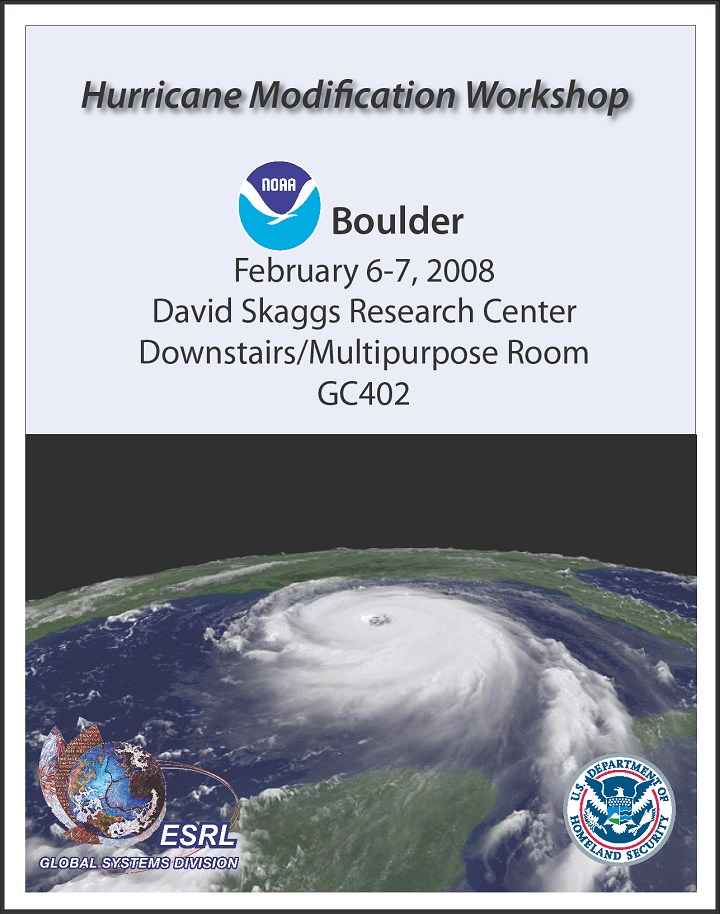 Hurricane Modification Workshop
NOAA
Boulder
February 6-7, 2008
David Skaggs Research Center
Downstairs/Multipurpose Room
GC402
ESRL
GLOBAL SYSTEMS DIVISION
U.S. DEPARTMENT OF
HOMELAND SECURITY